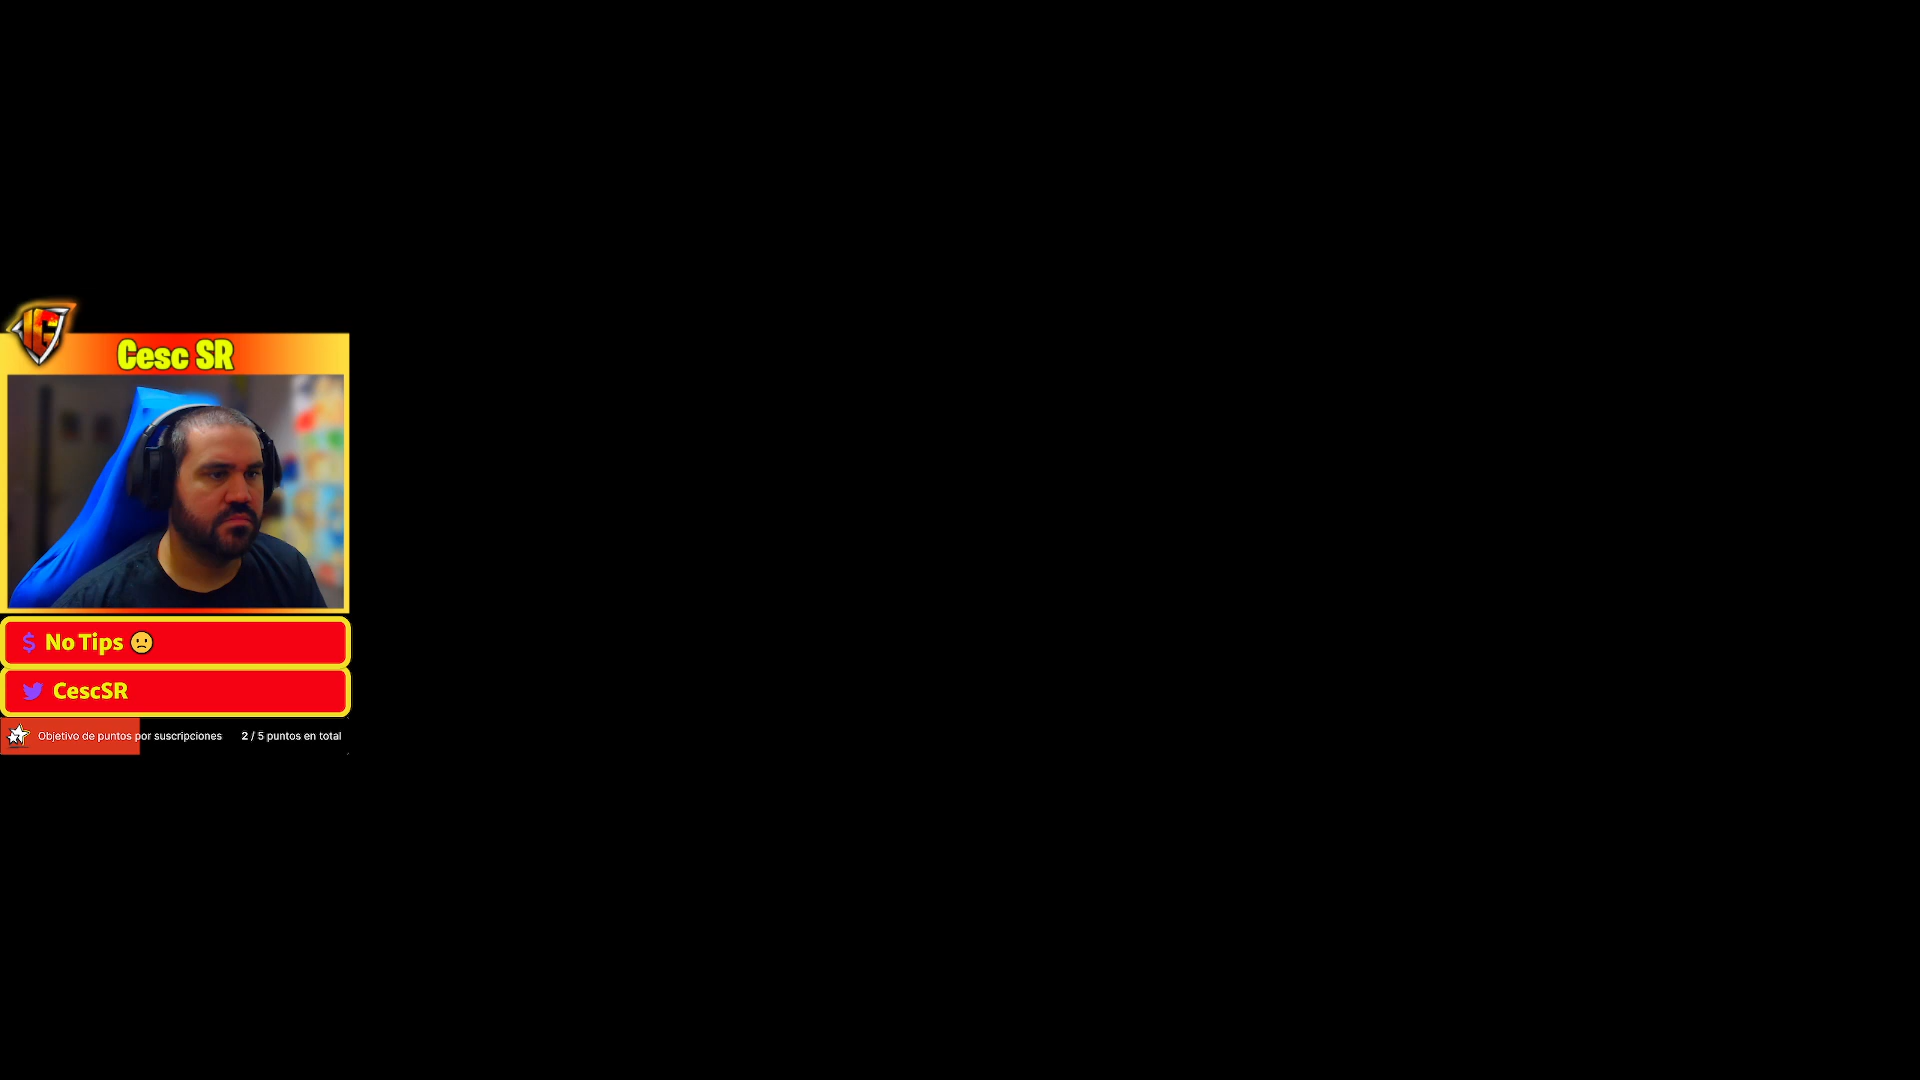 Cesc SR
$ No Tips
CescSR
Objetivo de puntos por suscripciones 2 / 5 puntos en total